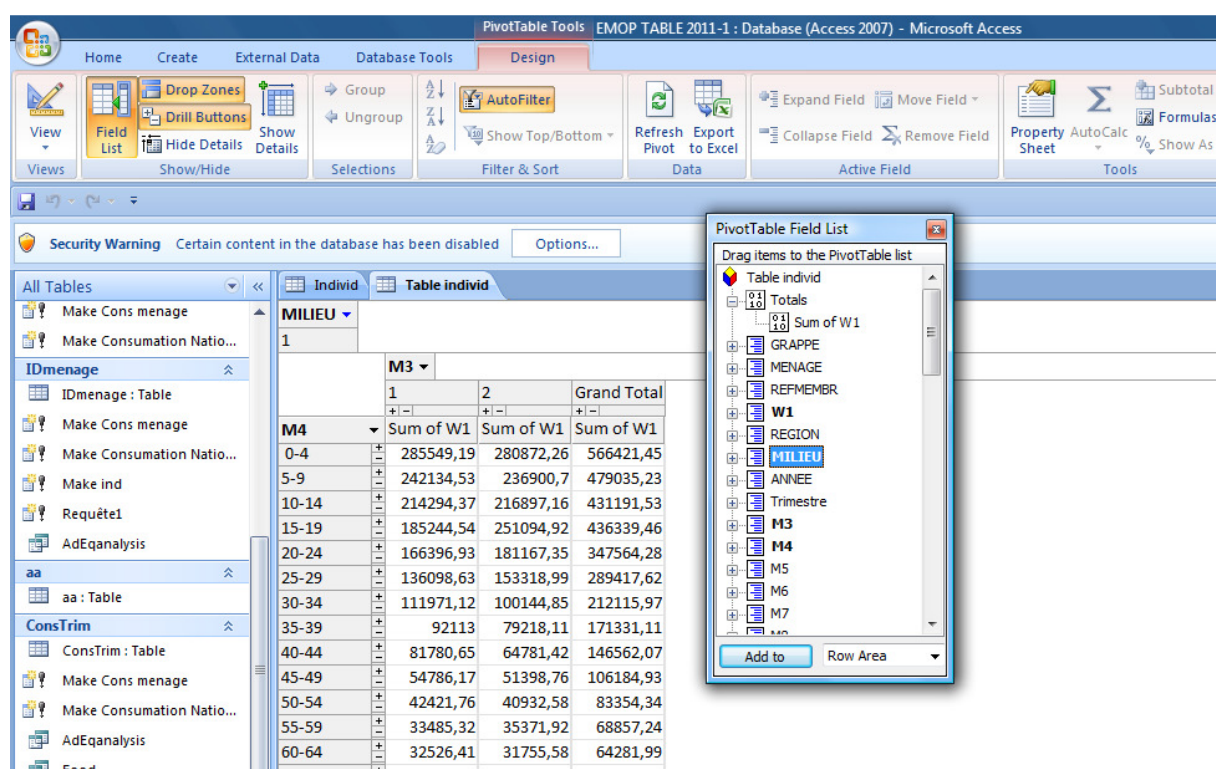 PivotTable Tools EMOP TABLE 2011-1 : Database (Access 2007) - Microsoft Access
Home Create External Data Database Tools Design
View
Views
Field List
Drop Zones
Drill Buttons
Hide Details
Show Details
Show/Hide
Group
Ungroup
Selections
AutoFilter
Show Top/Bottom
Filter & Sort
Refresh Pivot
Export to Excel
Data
Expand Field Move Field
Collapse Field Remove Field
Active Field
Property Sheet
AutoCalc
Subtotal
Formulas
Show As
Tools
Security Warning Certain content in the database has been disabled Options...
All Tables
Make Cons menage
Make Consumation Natio...
IDmenage
IDmenage : Table
Make Cons menage
Make Consumation Natio...
Make ind
Requête1
AdEqanalysis
aa
aa : Table
ConsTrim
ConsTrim : Table
Make Cons menage
Make Consumation Natio...
AdEqanalysis
Individ Table individ
MILIEU
1
M3
1 2 Grand Total
M4 Sum of W1 Sum of W1 Sum of W1
0-4 285549,19 280872,26 566421,45
5-9 242134,53 236900,7 479035,23
10-14 214294,37 216897,16 431191,53
15-19 185244,54 251094,92 436339,46
20-24 166396,93 181167,35 347564,28
25-29 136098,63 153318,99 289417,62
30-34 111971,12 100144,85 212115,97
35-39 92113 79218,11 171331,11
40-44 81780,65 64781,42 146562,07
45-49 54786,17 51398,76 106184,93
50-54 42421,76 40932,58 83354,34
55-59 33485,32 35371,92 68857,24
60-64 32526,41 31755,58 64281,99
PivotTable Field List
Drag items to the PivotTable list
Table individ
Totals
Sum of W1
GRAPPE
MENAGE
REFMEMBR
W1
REGION
MILIEU
ANNEE
Trimestre
M3
M4
M5
M6
M7
Add to Row Area